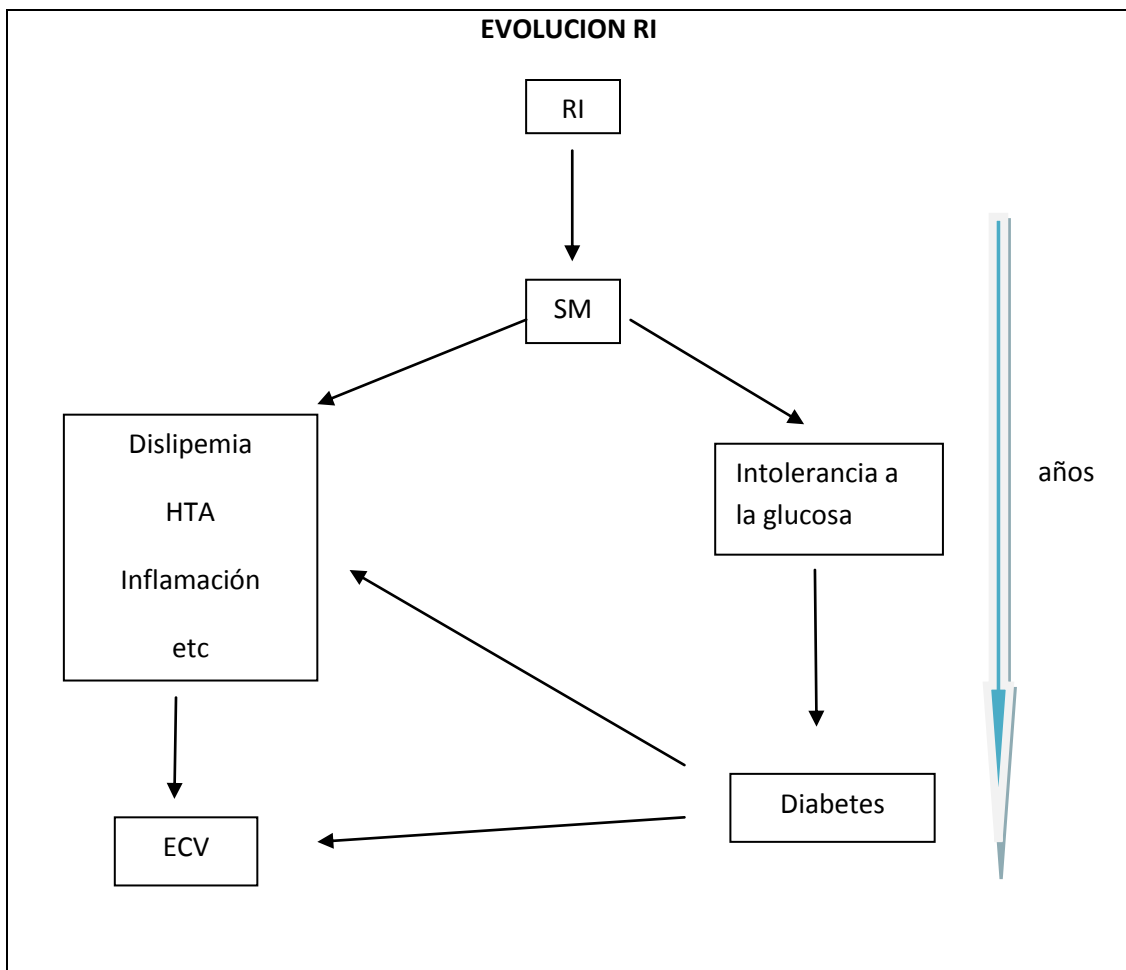 EVOLUCION RI
RI
SM
Dislipemia
HTA
Inflamación
etc
Intolerancia a
la glucosa
años
Diabetes
ECV